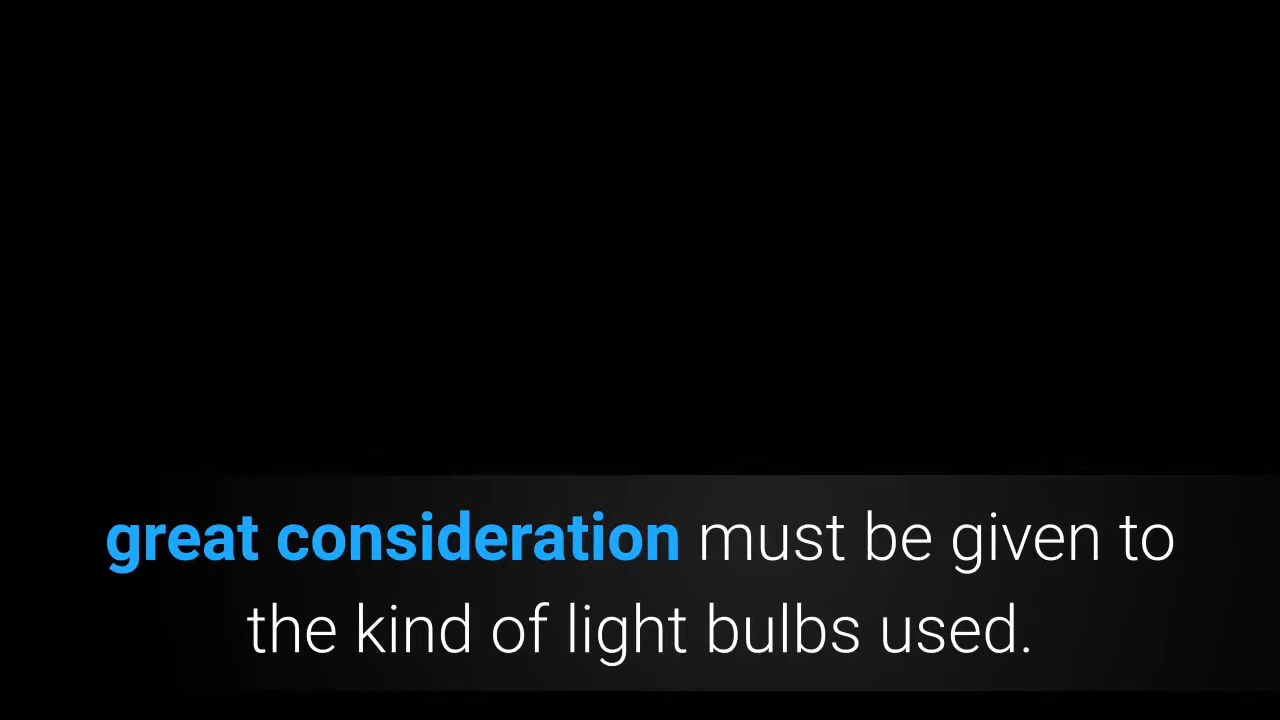 great consideration must be given to
the kind of light bulbs used.